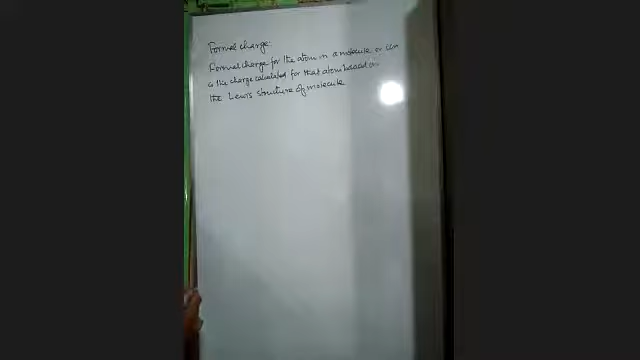 Formal charge:
Formal charge for the atom in a molecule or ion
is the charge calculated for that atom based on
the Lewis structure of molecule